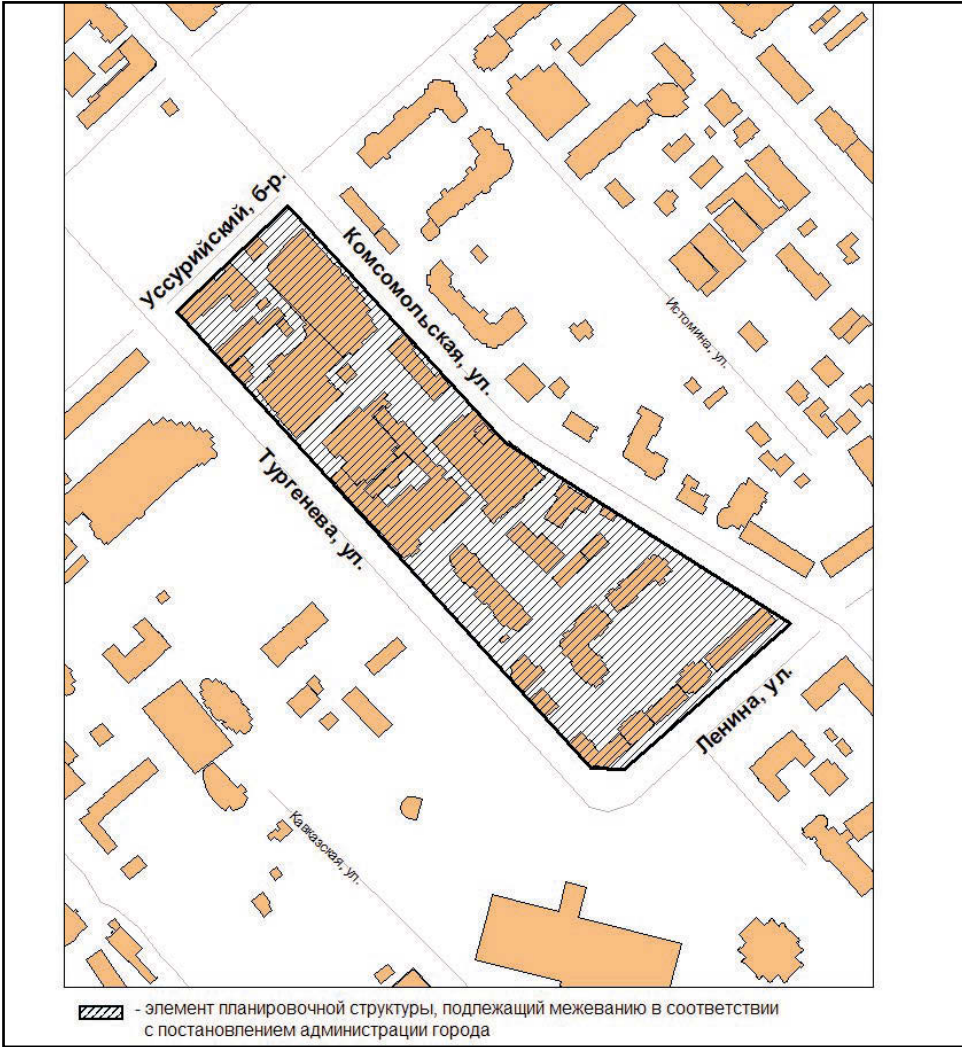 Уссурийский, б-р.
Комсомольская, ул.
Истомина, ул.
Тургенева, ул.
Ленина, ул.
Кавказская, ул.
- элемент планировочной структуры, подлежащий межеванию в соответствии
с постановлением администрации города